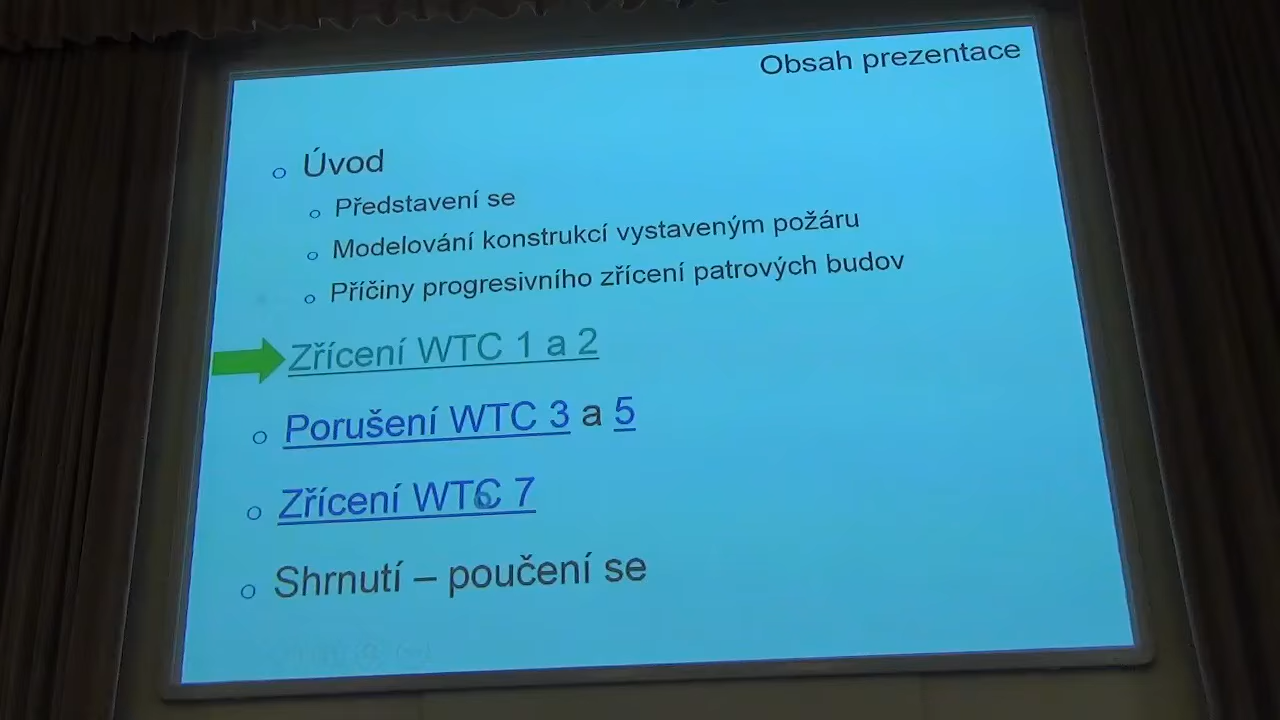 Obsah prezentace
Úvod
Představení se
Modelování konstrukcí vystaveným požáru
Příčiny progresivního zřícení patrových budov
Zřícení WTC 1 a 2
Porušení WTC 3 a 5
Zřícení WTC 7
Shrnutí – poučení se